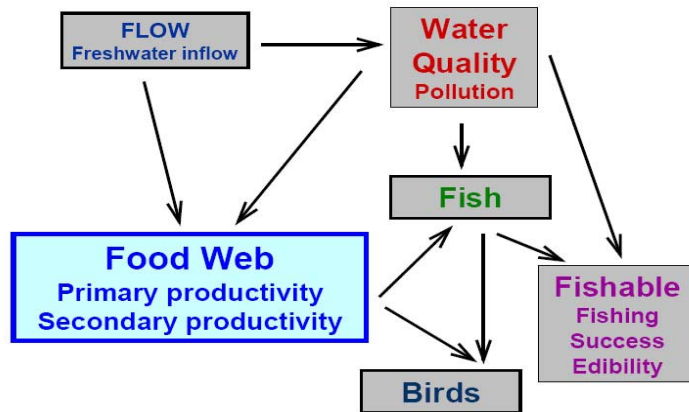 FLOW
Freshwater inflow
Water
Quality
Pollution
Fish
Food Web
Primary productivity
Secondary productivity
Fishable
Fishing
Success
Edibility
Birds